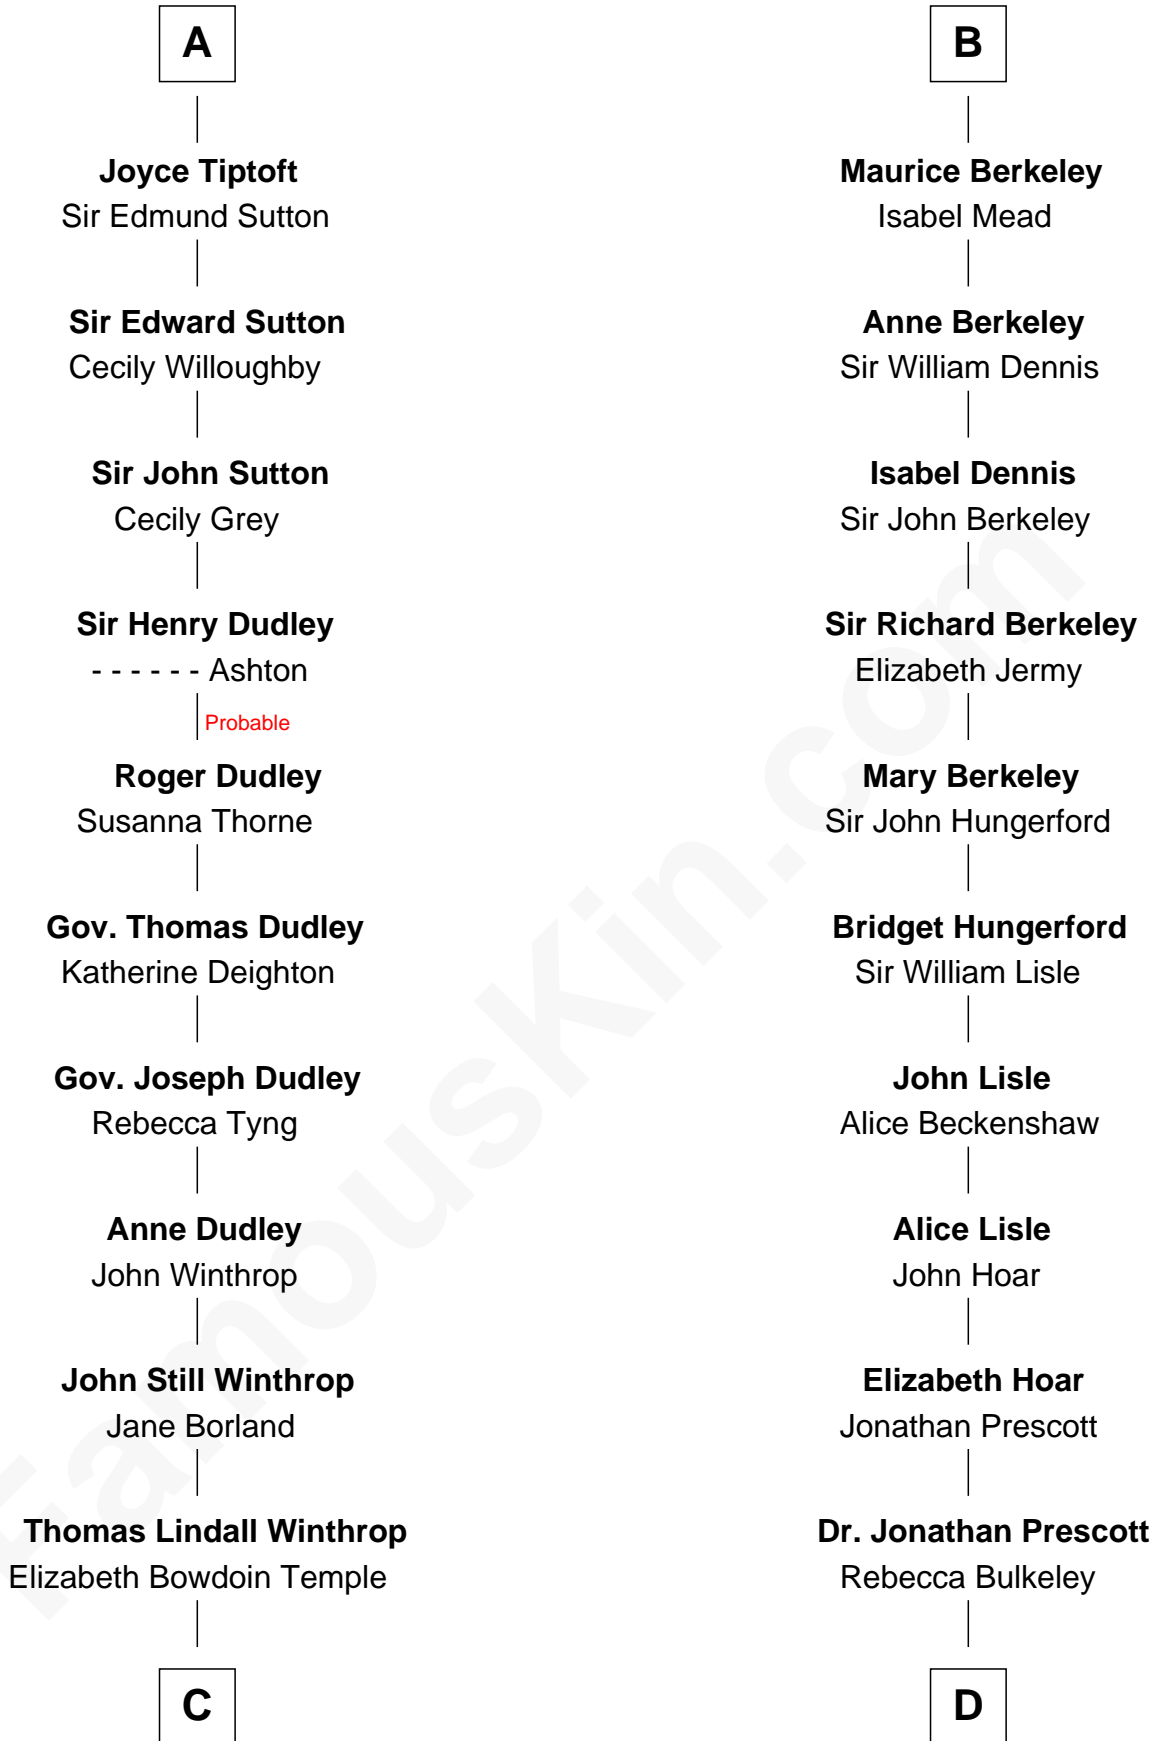 A
Joyce Tiptoft
Sir Edmund Sutton
Sir Edward Sutton
Cecily Willoughby
Sir John Sutton
Cecily Grey
Sir Henry Dudley
- - - - - - Ashton
Probable
Roger Dudley
Susanna Thorne
Gov. Thomas Dudley
Katherine Deighton
Gov. Joseph Dudley
Rebecca Tyng
Anne Dudley
John Winthrop
John Still Winthrop
Jane Borland
Thomas Lindall Winthrop
Elizabeth Bowdoin Temple
C
B
Maurice Berkeley
Isabel Mead
Anne Berkeley
Sir William Dennis
Isabel Dennis
Sir John Berkeley
Sir Richard Berkeley
Elizabeth Jermy
Mary Berkeley
Sir John Hungerford
Bridget Hungerford
Sir William Lisle
John Lisle
Alice Beckenshaw
Alice Lisle
John Hoar
Elizabeth Hoar
Jonathan Prescott
Dr. Jonathan Prescott
Rebecca Bulkeley
D
FamousKin.com